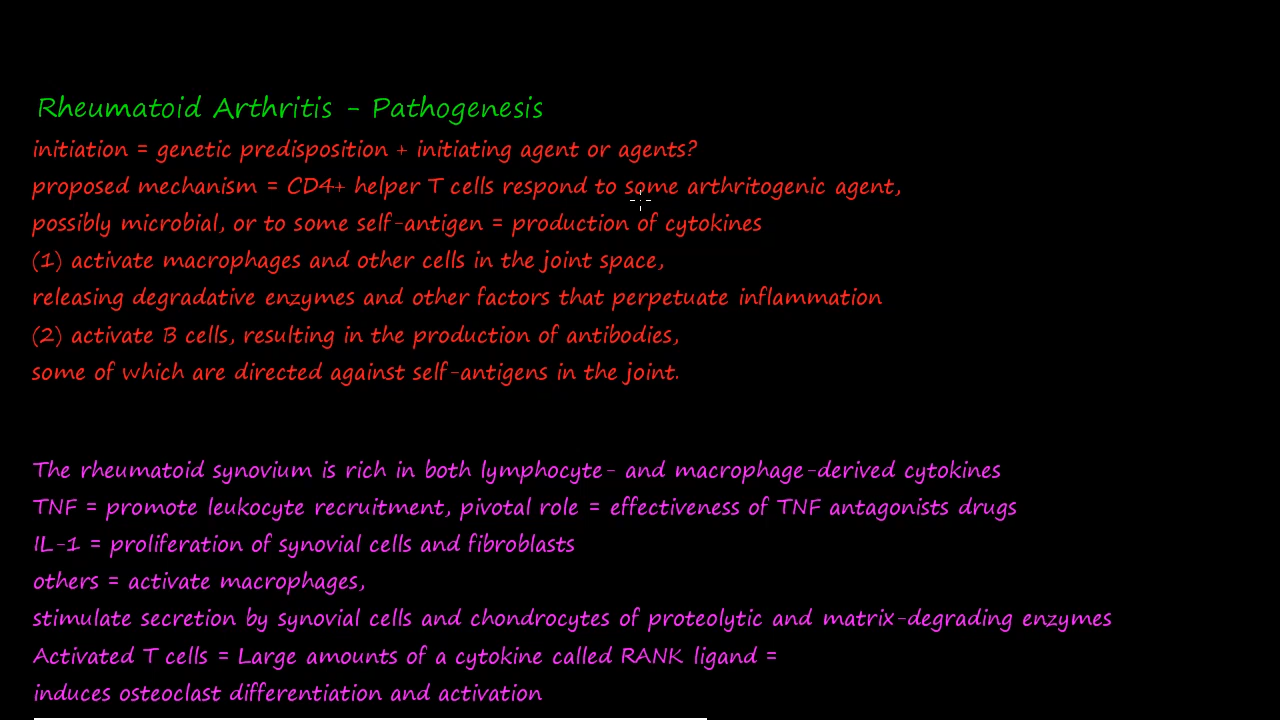 Rheumatoid Arthritis - Pathogenesis
initiation = genetic predisposition + initiating agent or agents?
proposed mechanism = CD4+ helper T cells respond to some arthritogenic agent,
possibly microbial, or to some self-antigen = production of cytokines
(1) activate macrophages and other cells in the joint space,
releasing degradative enzymes and other factors that perpetuate inflammation
(2) activate B cells, resulting in the production of antibodies,
some of which are directed against self-antigens in the joint.
The rheumatoid synovium is rich in both lymphocyte- and macrophage-derived cytokines
TNF = promote leukocyte recruitment, pivotal role = effectiveness of TNF antagonists drugs
IL-1 = proliferation of synovial cells and fibroblasts
others = activate macrophages,
stimulate secretion by synovial cells and chondrocytes of proteolytic and matrix-degrading enzymes
Activated T cells = Large amounts of a cytokine called RANK ligand =
induces osteoclast differentiation and activation